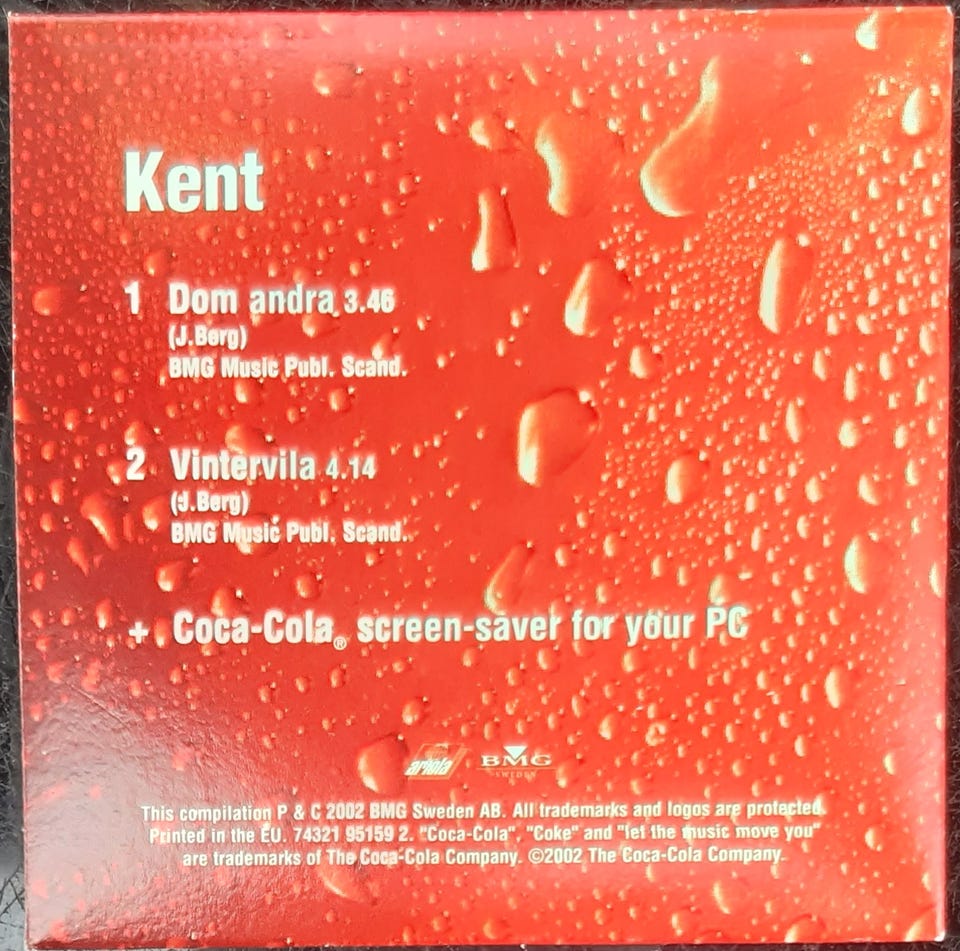 Kent
1 Dom andra 3.46
(J.Berg)
BMG Music Publ. Scand.
2 Vintervila 4.14
(J.Berg)
BMG Music Publ. Scand.
+ Coca-Cola® screen-saver for your PC
ariola BMG
SWEDEN
This compilation P & C 2002 BMG Sweden AB. All trademarks and logos are protected.
Printed in the EU. 74321 95159 2. "Coca-Cola", "Coke" and "let the music move you"
are trademarks of The Coca-Cola Company. ©2002 The Coca-Cola Company.